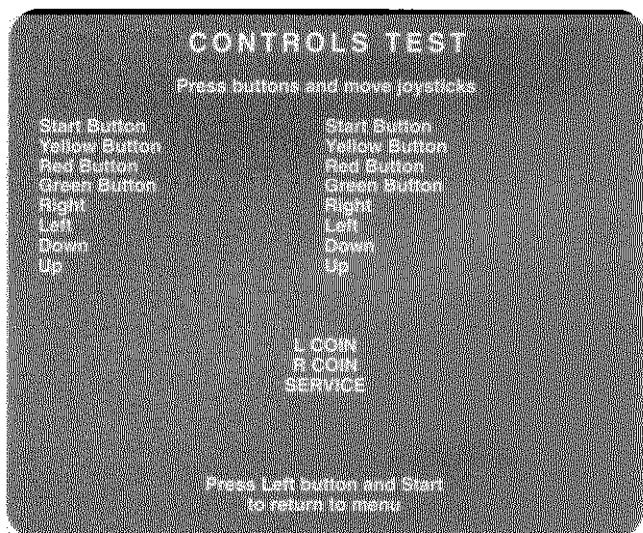 CONTROLS TEST
Press buttons and move joysticks
Start Button
Yellow Button
Red Button
Green Button
Right
Left
Down
Up
Start Button
Yellow Button
Red Button
Green Button
Right
Left
Down
Up
L COIN
R COIN
SERVICE
Press Left button and Start
to return to menu